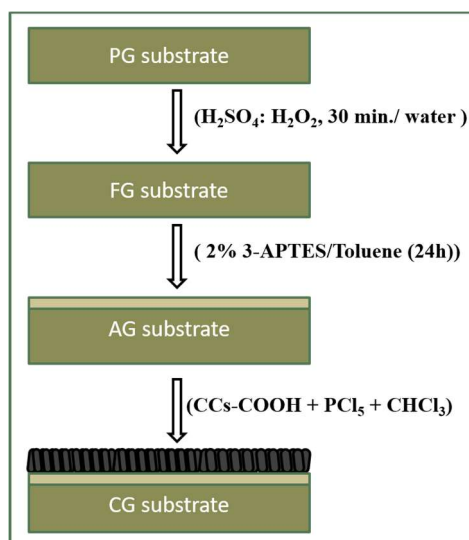 PG substrate
(H₂SO₄: H₂O₂, 30 min./ water )
FG substrate
( 2% 3-APTES/Toluene (24h))
AG substrate
(CCs-COOH + PCl₅ + CHCl₃)
CG substrate